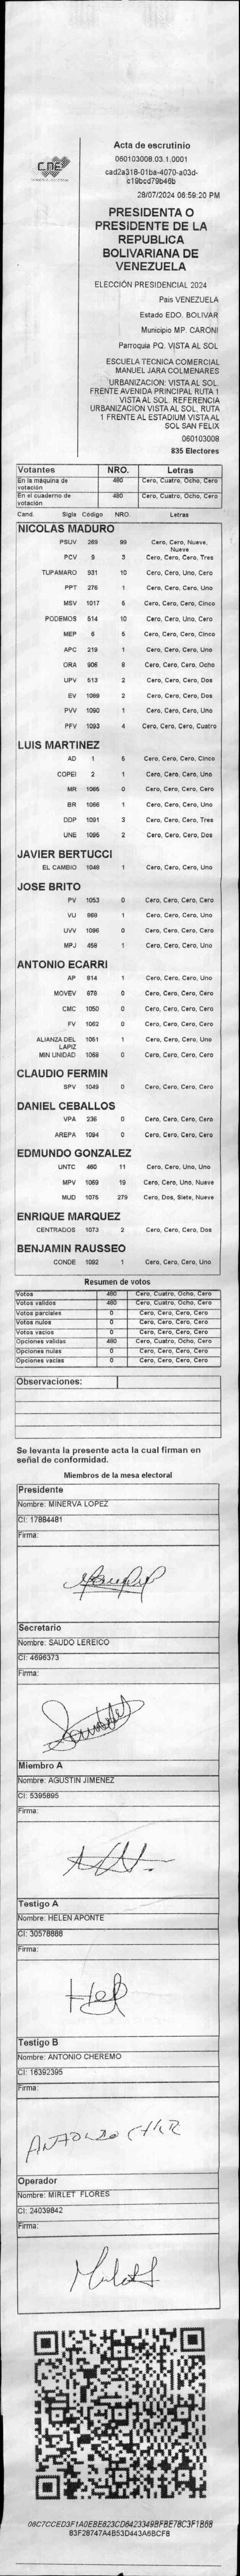 CNE
Acta de escrutinio
060103008.03.1.0001
cad2a318-01ba-4070-a03d-
c19bcd79b46b
28/07/2024 06:59:20 PM
PRESIDENTA O
PRESIDENTE DE LA
REPUBLICA
BOLIVARIANA DE
VENEZUELA
ELECCIÓN PRESIDENCIAL 2024
Pais VENEZUELA
Estado EDO. BOLIVAR
Municipio MP. CARONI
Parroquia PQ. VISTA AL SOL
ESCUELA TECNICA COMERCIAL
MANUEL JARA COLMENARES
URBANIZACION: VISTA AL SOL.
FRENTE AVENIDA PRINCIPAL RUTA 1
VISTA AL SOL. REFERENCIA
URBANIZACION VISTA AL SOL, RUTA
1 FRENTE AL ESTADIUM VISTA AL
SOL SAN FELIX
060103008
835 Electores
Votantes NRO. Letras
En la máquina de votación 480 Cero, Cuatro, Ocho, Cero
En el cuaderno de votación 480 Cero, Cuatro, Ocho, Cero
Cand. Sigla Código NRO. Letras
NICOLAS MADURO
PSUV 269 99 Cero, Cero, Nueve, Nueve
PCV 9 3 Cero, Cero, Cero, Tres
TUPAMARO 931 10 Cero, Cero, Uno, Cero
PPT 276 1 Cero, Cero, Cero, Uno
MSV 1017 5 Cero, Cero, Cero, Cinco
PODEMOS 514 10 Cero, Cero, Uno, Cero
MEP 6 5 Cero, Cero, Cero, Cinco
APC 219 1 Cero, Cero, Cero, Uno
ORA 906 8 Cero, Cero, Cero, Ocho
UPV 513 2 Cero, Cero, Cero, Dos
EV 1089 2 Cero, Cero, Cero, Dos
PVV 1090 1 Cero, Cero, Cero, Uno
PFV 1093 4 Cero, Cero, Cero, Cuatro
LUIS MARTINEZ
AD 1 5 Cero, Cero, Cero, Cinco
COPEI 2 1 Cero, Cero, Cero, Uno
MR 1065 0 Cero, Cero, Cero, Cero
BR 1066 1 Cero, Cero, Cero, Uno
DDP 1091 3 Cero, Cero, Cero, Tres
UNE 1095 2 Cero, Cero, Cero, Dos
JAVIER BERTUCCI
EL CAMBIO 1048 1 Cero, Cero, Cero, Uno
JOSE BRITO
PV 1053 0 Cero, Cero, Cero, Cero
VU 869 1 Cero, Cero, Cero, Uno
UVV 1096 0 Cero, Cero, Cero, Cero
MPJ 458 1 Cero, Cero, Cero, Uno
ANTONIO ECARRI
AP 814 1 Cero, Cero, Cero, Uno
MOVEV 878 0 Cero, Cero, Cero, Cero
CMC 1050 0 Cero, Cero, Cero, Cero
FV 1062 0 Cero, Cero, Cero, Cero
ALIANZA DEL LAPIZ 1061 1 Cero, Cero, Cero, Uno
MIN UNIDAD 1068 0 Cero, Cero, Cero, Cero
CLAUDIO FERMIN
SPV 1049 0 Cero, Cero, Cero, Cero
DANIEL CEBALLOS
VPA 236 0 Cero, Cero, Cero, Cero
AREPA 1094 0 Cero, Cero, Cero, Cero
EDMUNDO GONZALEZ
UNTC 460 11 Cero, Cero, Uno, Uno
MPV 1069 19 Cero, Cero, Uno, Nueve
MUD 1075 279 Cero, Dos, Siete, Nueve
ENRIQUE MARQUEZ
CENTRADOS 1073 2 Cero, Cero, Cero, Dos
BENJAMIN RAUSSEO
CONDE 1092 1 Cero, Cero, Cero, Uno
Resumen de votos
Votos 480 Cero, Cuatro, Ocho, Cero
Votos validos 480 Cero, Cuatro, Ocho, Cero
Votos parciales 0 Cero, Cero, Cero, Cero
Votos nulos 0 Cero, Cero, Cero, Cero
Votos vacios 0 Cero, Cero, Cero, Cero
Opciones validas 480 Cero, Cuatro, Ocho, Cero
Opciones nulas 0 Cero, Cero, Cero, Cero
Opciones vacias 0 Cero, Cero, Cero, Cero
Observaciones:
Se levanta la presente acta la cual firman en
señal de conformidad.
Miembros de la mesa electoral
Presidente
Nombre: MINERVA LOPEZ
CI: 17884481
Firma:
Secretario
Nombre: SAUDO LEREICO
CI: 4696373
Firma:
Miembro A
Nombre: AGUSTIN JIMENEZ
CI: 5395895
Firma:
Testigo A
Nombre: HELEN APONTE
CI: 30578888
Firma:
Hel
Testigo B
Nombre: ANTONIO CHEREMO
CI: 16392395
Firma:
ANTONIO CHER
Operador
Nombre: MIRLET FLORES
CI: 24039842
Firma:
06C7CCED3F1A0EBE823CD6423349BFBE78C3F1B68
83F28747A4B53D443A6BCF8